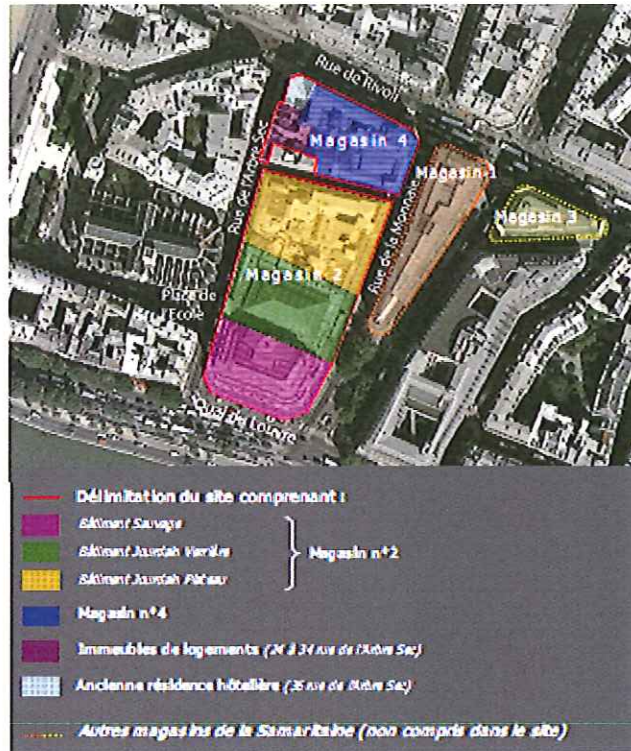 Rue de Rivoli
Magasin 4
Rue de l'Arbre Sec
Magasin 1
Magasin 3
Rue de la Monnaie
Magasin 2
Place de
l'Ecole
Quai de Louvre
Délimitation du site comprenant :
Bâtiment Sauvage
Bâtiment Jourdain Verrière
Magasin n°2
Bâtiment Jourdain Plateau
Magasin n°4
Immeubles de logements (24 à 34 rue de l'Arbre Sec)
Ancienne résidence hôtelière (36 rue de l'Arbre Sec)
Autres magasins de la Samaritaine (non compris dans le site)